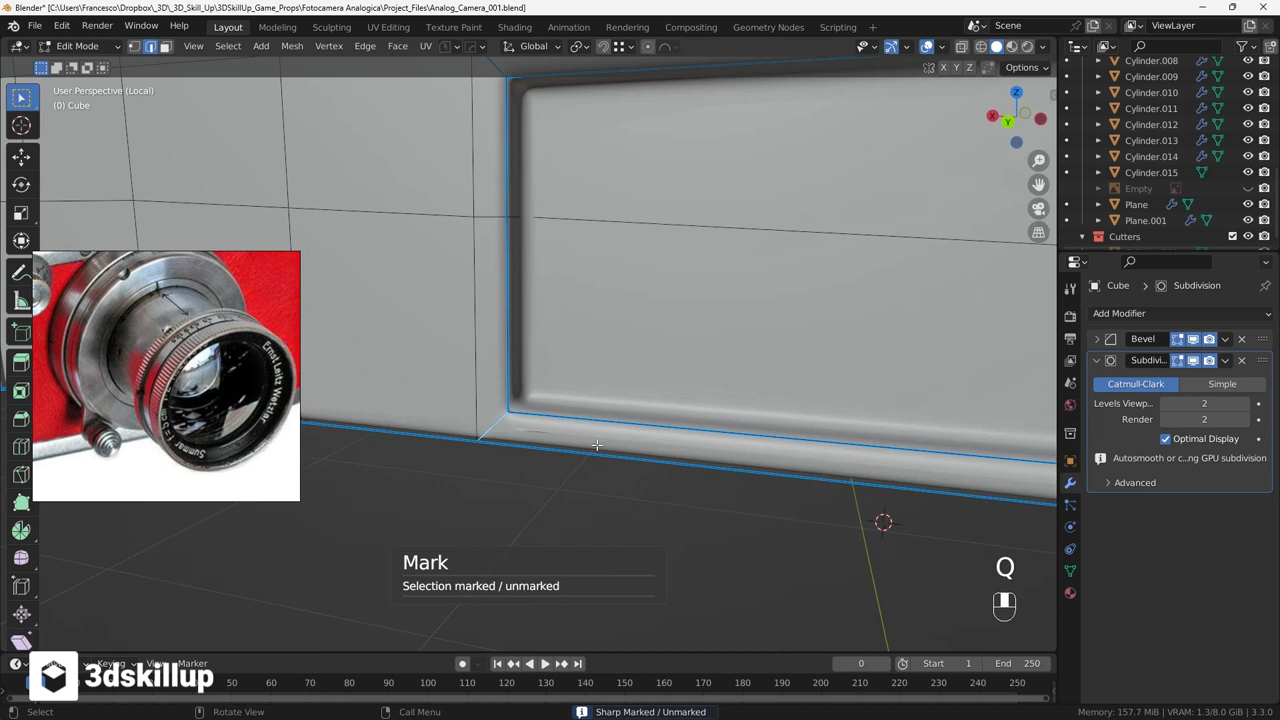 Blender* [C:\Users\Francesco\Dropbox\_3D\_3D_Skill_Up\3DSkillUp_Game_Props\Fotocamera Analogica\Project_Files\Analog_Camera_001.blend]
File Edit Render Window Help Layout Modeling Sculpting UV Editing Texture Paint Shading Animation Rendering Compositing Geometry Nodes Scripting Scene ViewLayer
Edit Mode View Select Add Mesh Vertex Edge Face UV Global
X Y Z Options
User Perspective (Local)
(0) Cube
Z
X
Y
Cylinder.008
Cylinder.009
Cylinder.010
Cylinder.011
Cylinder.012
Cylinder.013
Cylinder.014
Cylinder.015
Empty
Plane
Plane.001
Cutters
Cube Subdivision
Add Modifier
Bevel
Subdivi..
Catmull-Clark Simple
Levels Viewp.. 2
Render 2
Optimal Display
Autosmooth or c...ng GPU subdivision
Advanced
Ernst Leitz Wetzlar
Summar
Mark
Selection marked / unmarked
Q
Keying View Marker 0 Start 1 End 250
50 60 70 80 90 100 110 120 130 140 150 160 170 180 190 200 210 220 230 240 250
3dskillup
Select Rotate View Call Menu Sharp Marked / Unmarked Memory: 157.7 MiB | VRAM: 1.3/8.0 GiB | 3.3.0